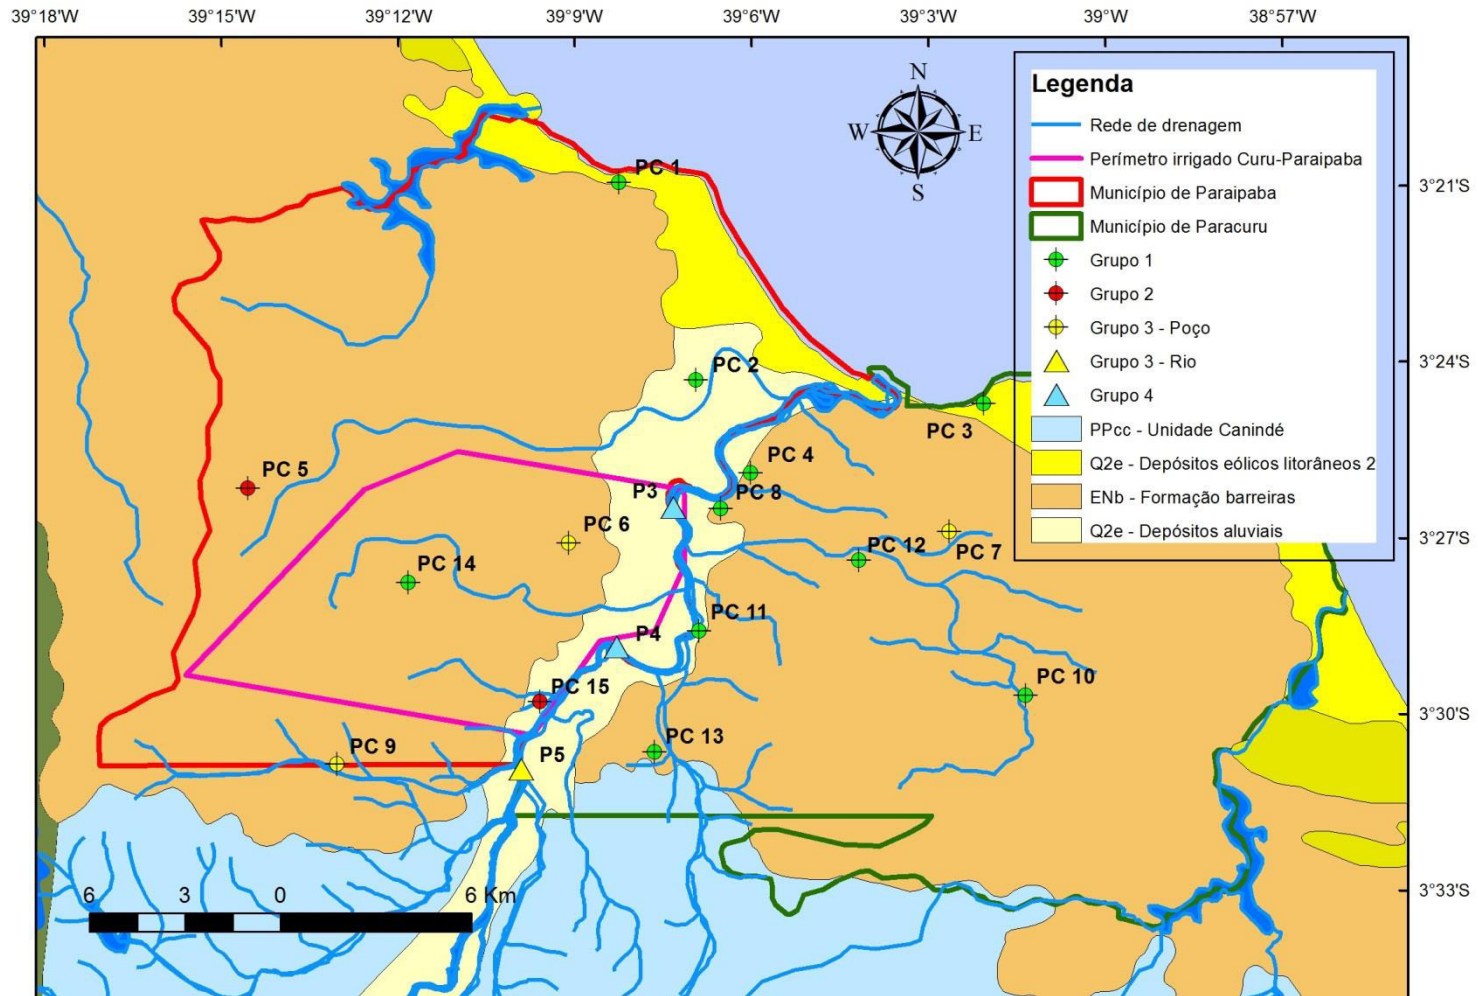 39°18'W 39°15'W 39°12'W 39°9'W 39°6'W 39°3'W 39°W 38°57'W
N
W E
S
Legenda
Rede de drenagem
Perímetro irrigado Curu-Paraipaba
Município de Paraipaba
Município de Paracuru
Grupo 1
Grupo 2
Grupo 3 - Poço
Grupo 3 - Rio
Grupo 4
PPcc - Unidade Canindé
Q2e - Depósitos eólicos litorâneos 2
ENb - Formação barreiras
Q2e - Depósitos aluviais
PC 1
3°21'S
3°24'S
PC 2
PC 3
PC 4
PC 5
P3
PC 8
PC 6
3°27'S
PC 12
PC 7
PC 14
PC 11
P4
PC 10
PC 15
3°30'S
PC 13
PC 9
P5
3°33'S
6 3 0 6 Km